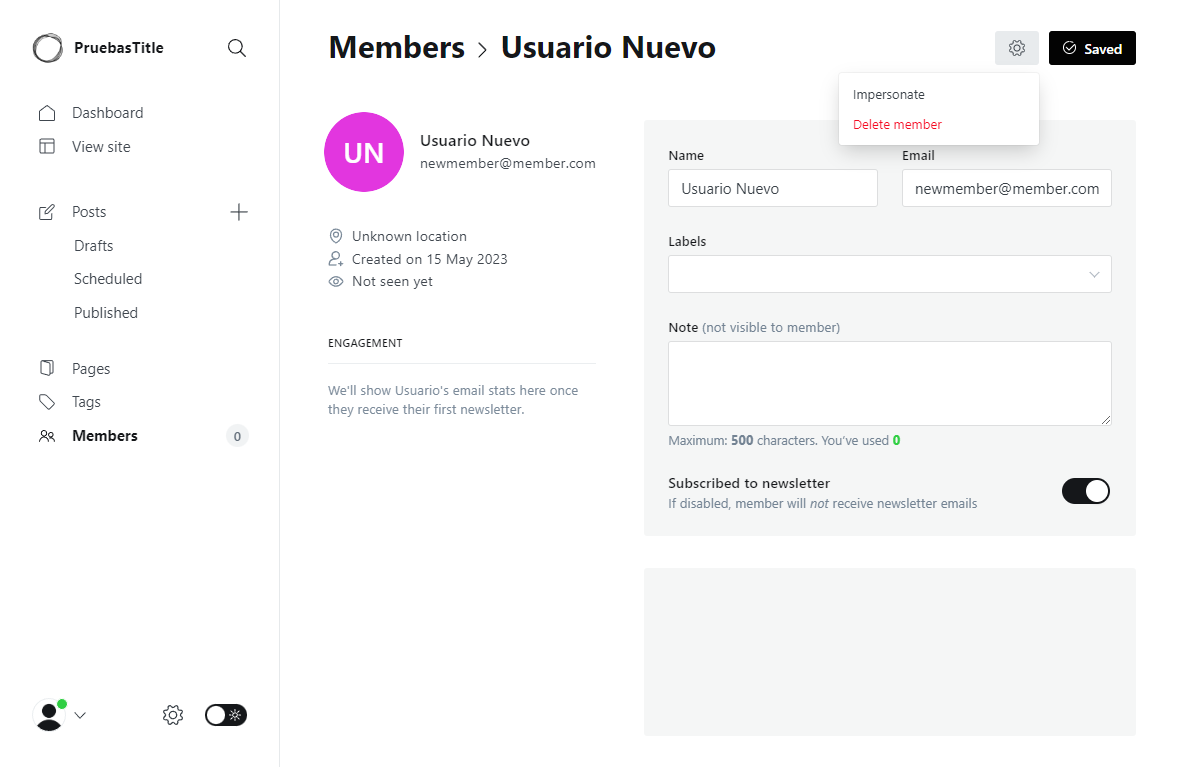 PruebasTitle
Dashboard
View site
Posts
Drafts
Scheduled
Published
Pages
Tags
Members
0
Members > Usuario Nuevo
Saved
Impersonate
Delete member
UN
Usuario Nuevo
newmember@member.com
Unknown location
Created on 15 May 2023
Not seen yet
ENGAGEMENT
We'll show Usuario's email stats here once
they receive their first newsletter.
Name
Email
Usuario Nuevo
newmember@member.com
Labels
Note (not visible to member)
Maximum: 500 characters. You've used 0
Subscribed to newsletter
If disabled, member will not receive newsletter emails